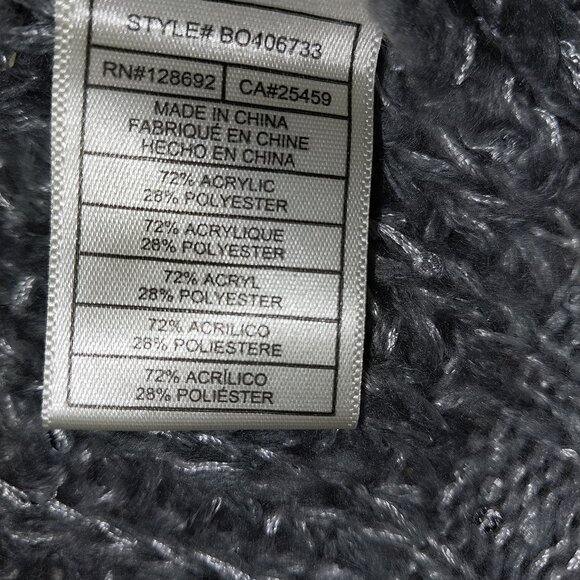 STYLE# BO406733
RN#128692 CA#25459
MADE IN CHINA
FABRIQUÉ EN CHINE
HECHO EN CHINA
72% ACRYLIC
28% POLYESTER
72% ACRYLIQUE
28% POLYESTER
72% ACRYL
28% POLYESTER
72% ACRILICO
28% POLIESTERE
72% ACRÍLICO
28% POLIÉSTER